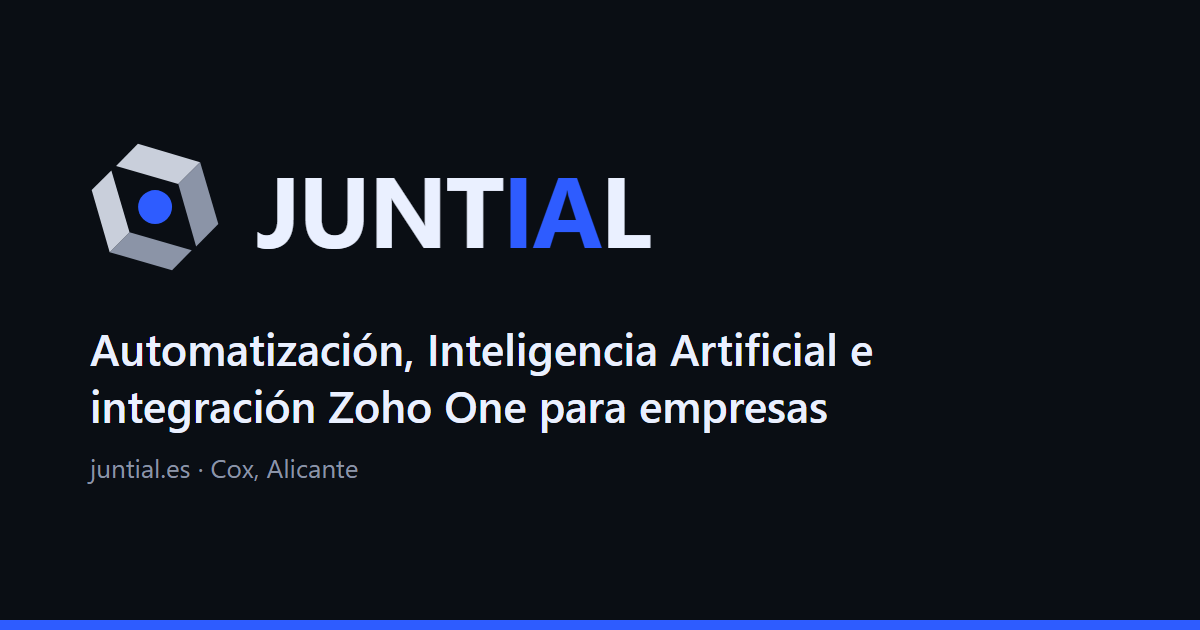 JUNTIAL
Automatización, Inteligencia Artificial e
integración Zoho One para empresas
juntial.es · Cox, Alicante